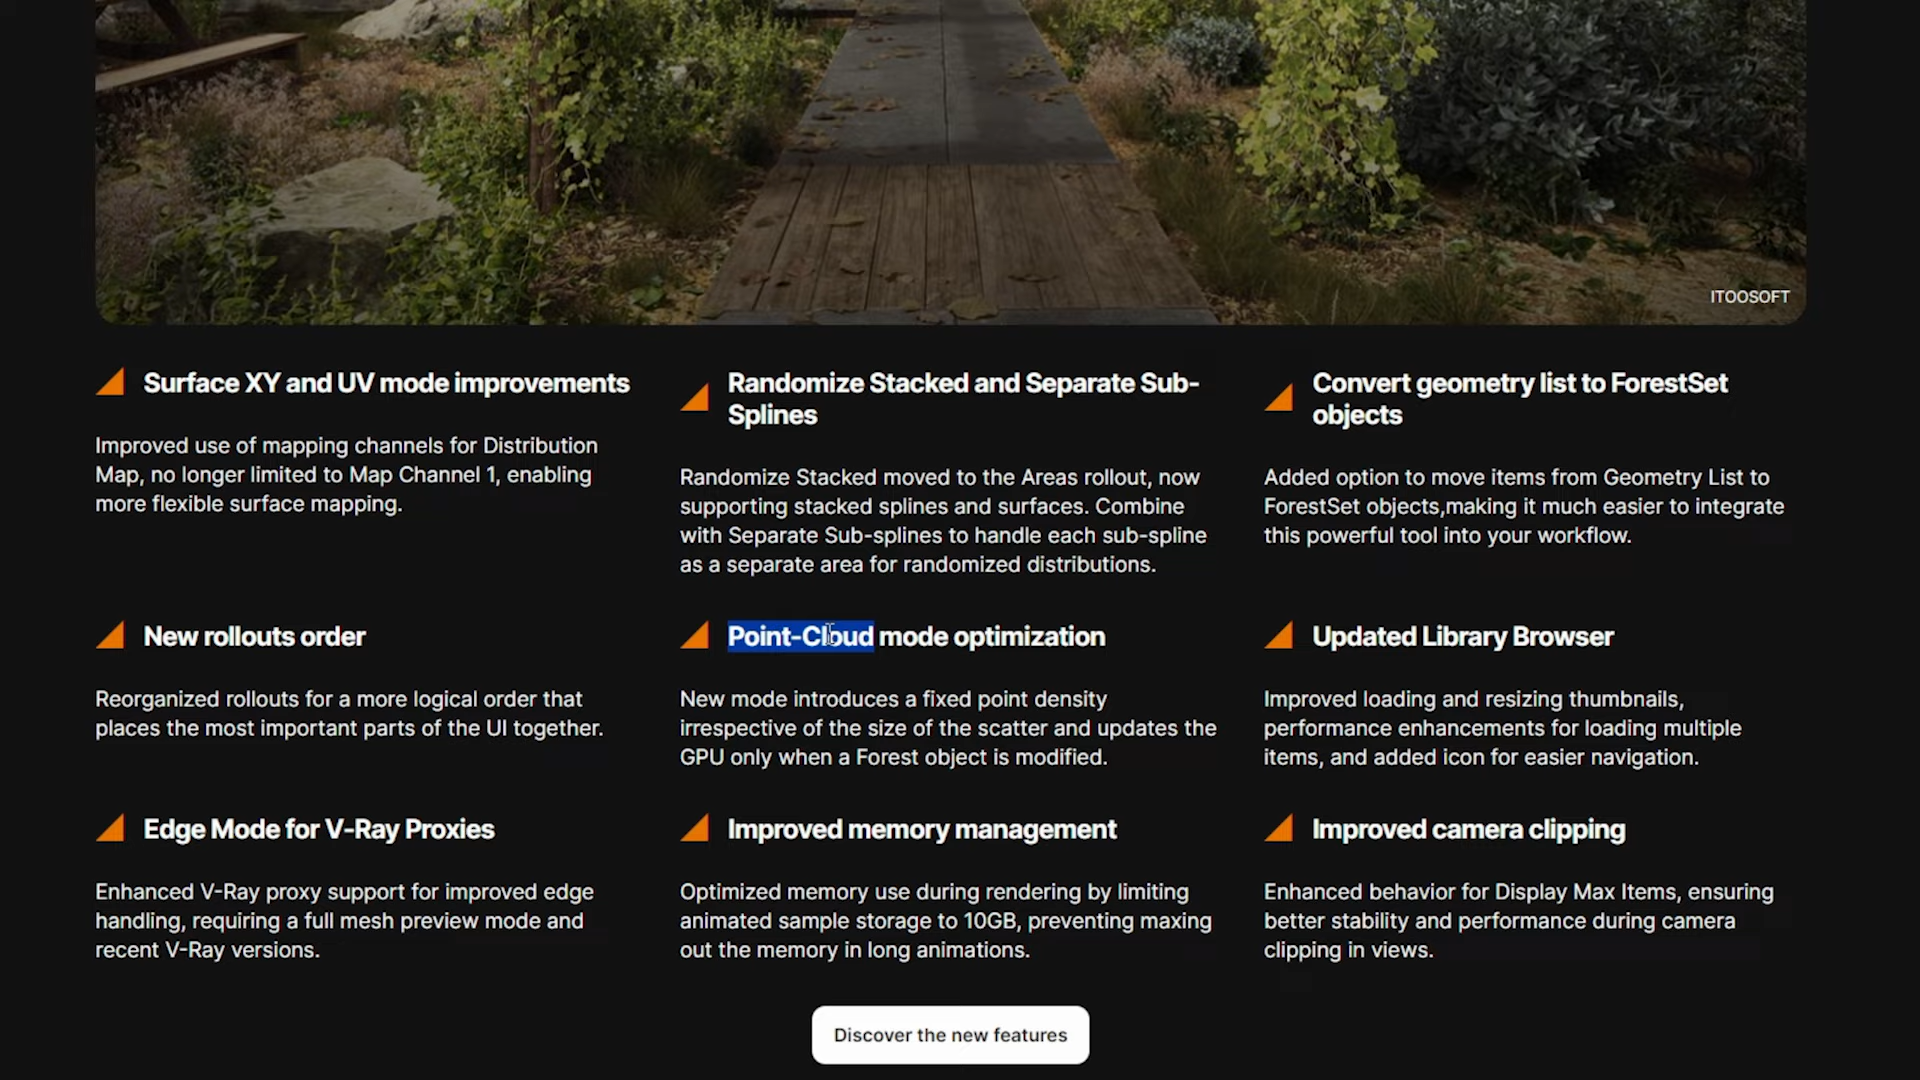 ITOOSOFT
Surface XY and UV mode improvements
Improved use of mapping channels for Distribution
Map, no longer limited to Map Channel 1, enabling
more flexible surface mapping.
Randomize Stacked and Separate Sub-
Splines
Randomize Stacked moved to the Areas rollout, now
supporting stacked splines and surfaces. Combine
with Separate Sub-splines to handle each sub-spline
as a separate area for randomized distributions.
Convert geometry list to ForestSet
objects
Added option to move items from Geometry List to
ForestSet objects,making it much easier to integrate
this powerful tool into your workflow.
New rollouts order
Reorganized rollouts for a more logical order that
places the most important parts of the UI together.
Point-Cloud mode optimization
New mode introduces a fixed point density
irrespective of the size of the scatter and updates the
GPU only when a Forest object is modified.
Updated Library Browser
Improved loading and resizing thumbnails,
performance enhancements for loading multiple
items, and added icon for easier navigation.
Edge Mode for V-Ray Proxies
Enhanced V-Ray proxy support for improved edge
handling, requiring a full mesh preview mode and
recent V-Ray versions.
Improved memory management
Optimized memory use during rendering by limiting
animated sample storage to 10GB, preventing maxing
out the memory in long animations.
Improved camera clipping
Enhanced behavior for Display Max Items, ensuring
better stability and performance during camera
clipping in views.
Discover the new features